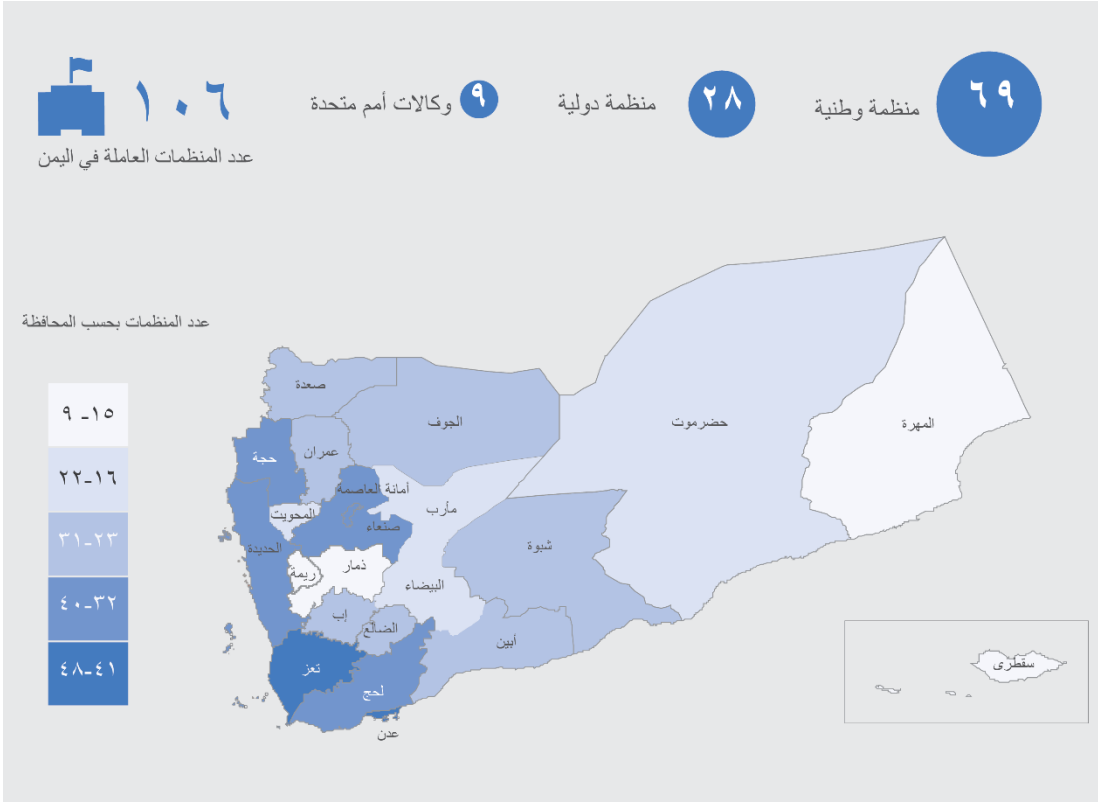 ٦٩ منظمة وطنية
٢٨ منظمة دولية
٩ وكالات أمم متحدة
١٠٦
عدد المنظمات العاملة في اليمن
عدد المنظمات بحسب المحافظة
٩ -١٥
٢٢-١٦
٣١-٢٣
٤٠-٣٢
٤٨-٤١
صعدة
الجوف
حضرموت
المهرة
عمران
حجة
أمانة العاصمة
مأرب
المحويت
صنعاء
الحديدة
شبوة
ذمار
ريمة
البيضاء
إب
الضالع
أبين
تعز
لحج
عدن
سقطرى